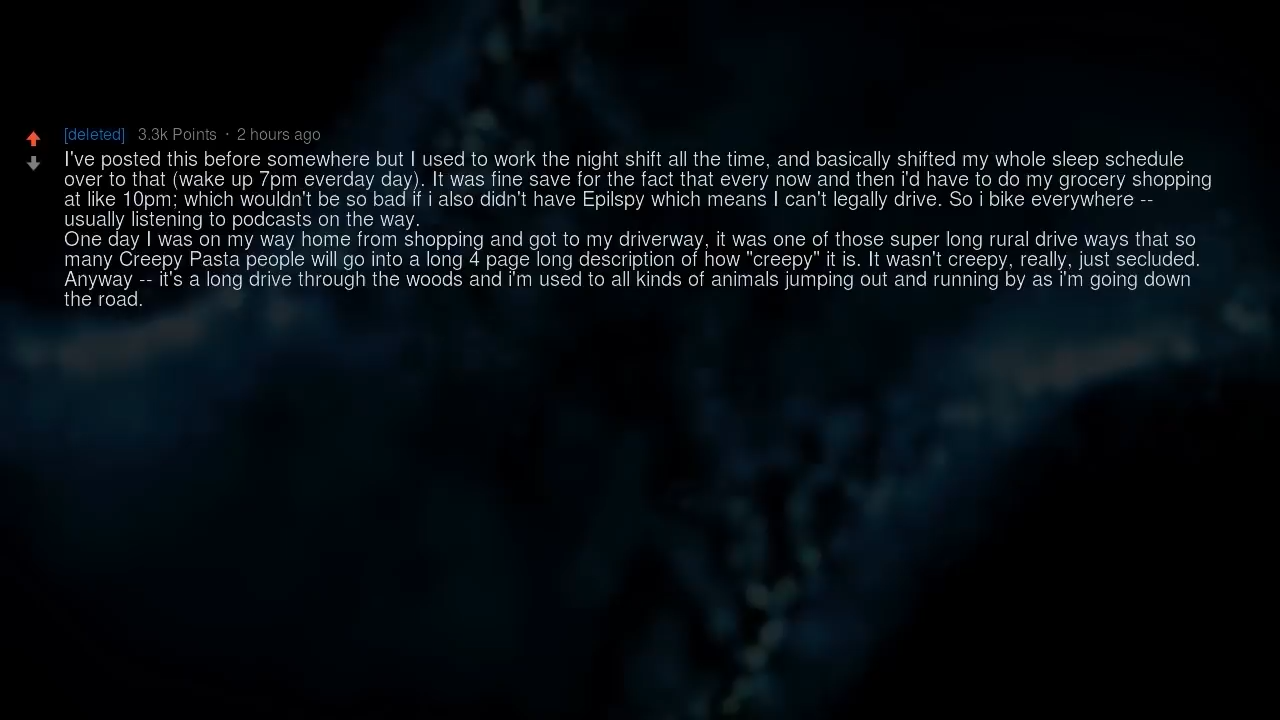 [deleted] 3.3k Points · 2 hours ago
I've posted this before somewhere but I used to work the night shift all the time, and basically shifted my whole sleep schedule
over to that (wake up 7pm everday day). It was fine save for the fact that every now and then i'd have to do my grocery shopping
at like 10pm; which wouldn't be so bad if i also didn't have Epilspy which means I can't legally drive. So i bike everywhere --
usually listening to podcasts on the way.
One day I was on my way home from shopping and got to my driverway, it was one of those super long rural drive ways that so
many Creepy Pasta people will go into a long 4 page long description of how "creepy" it is. It wasn't creepy, really, just secluded.
Anyway -- it's a long drive through the woods and i'm used to all kinds of animals jumping out and running by as i'm going down
the road.